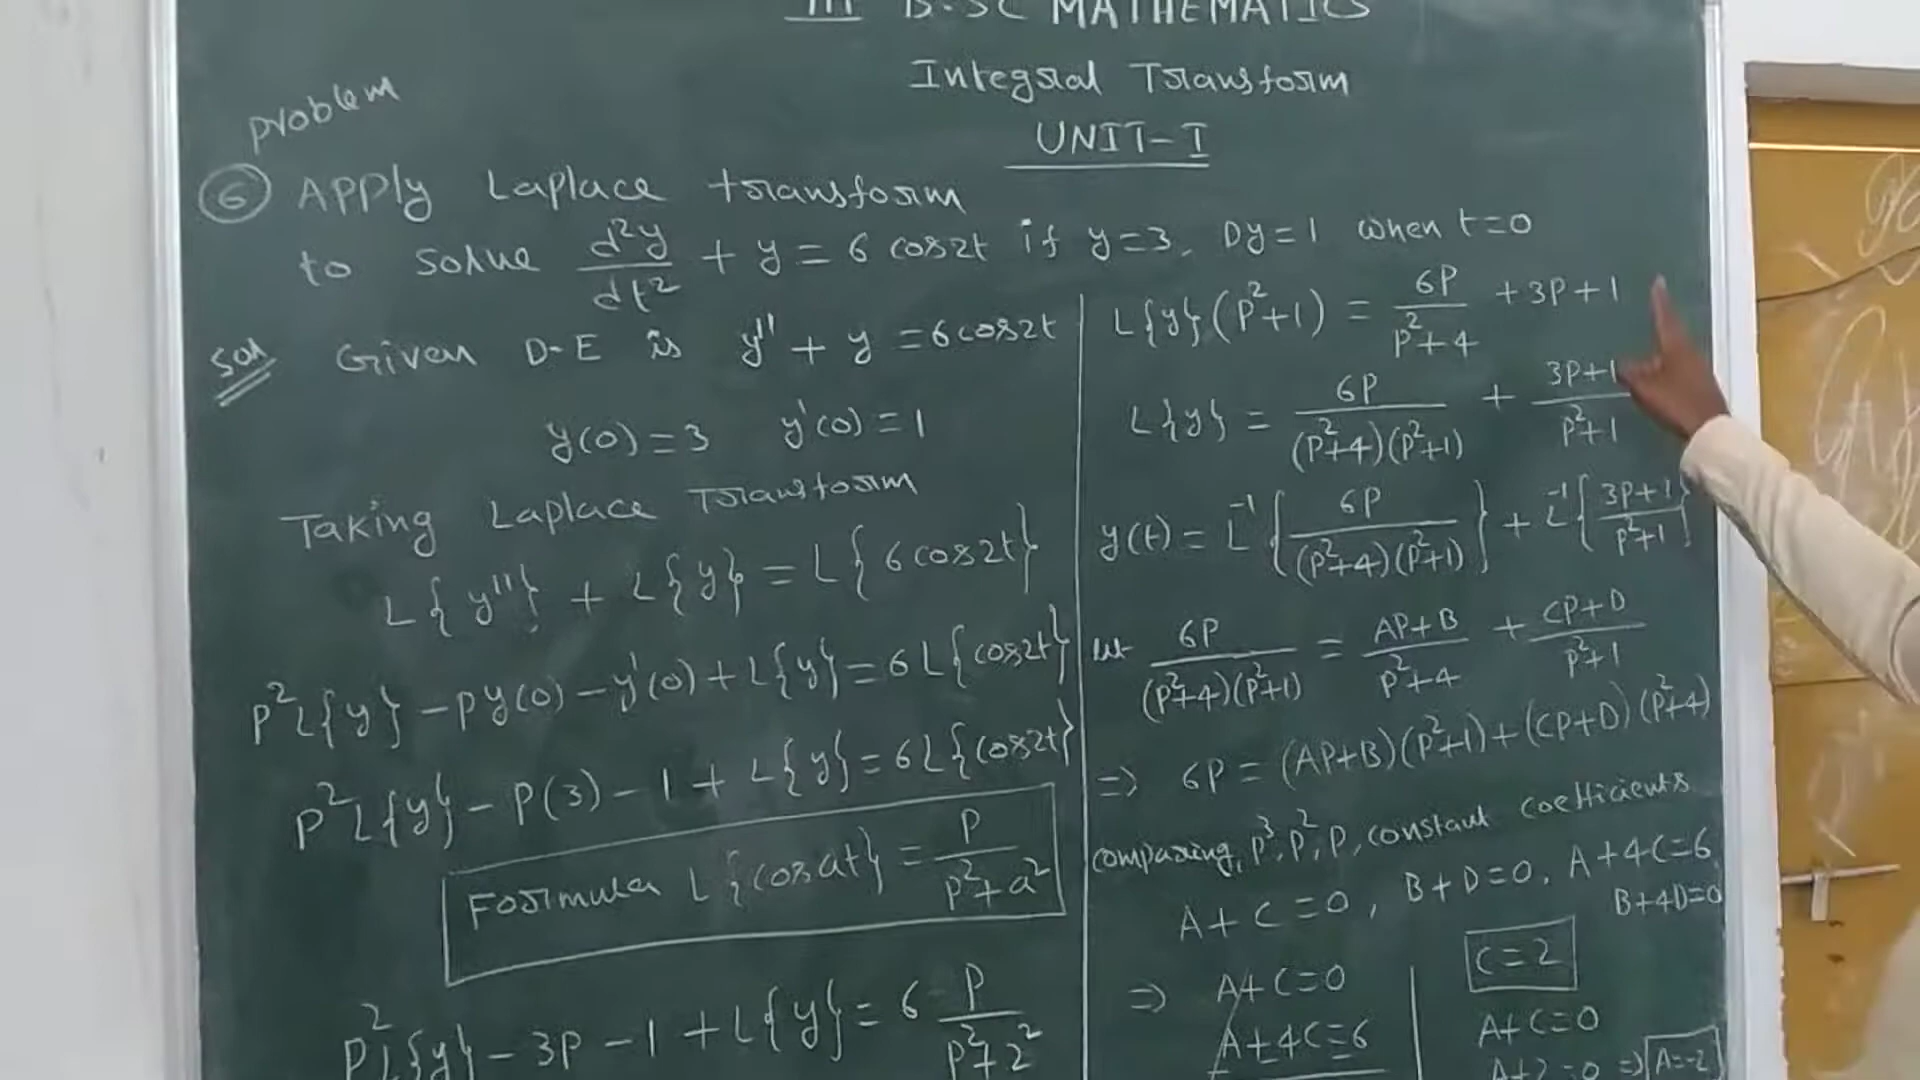 III B.SC MATHEMATICS
Integral Transform
UNIT-I
Problem
6 Apply Laplace transform
to solve d²y/dt² + y = 6 cos2t if y=3, Dy=1 when t=0
Sol Given D-E is y'' + y = 6cos2t
y(0)=3 y'(0)=1
Taking Laplace Transform
L{y''} + L{y} = L{6cos2t}
P²L{y} - Py(0) - y'(0) + L{y} = 6L{cos2t}
P²L{y} - P(3) - 1 + L{y} = 6L{cos2t}
Formula L{cosat} = P/(P²+a²)
P²L{y} - 3P - 1 + L{y} = 6 P/(P²+2²)
L{y}(P²+1) = 6P/(P²+4) + 3P+1
L{y} = 6P/((P²+4)(P²+1)) + (3P+1)/(P²+1)
y(t) = L⁻¹{6P/((P²+4)(P²+1))} + L⁻¹{(3P+1)/(P²+1)}
let 6P/((P²+4)(P²+1)) = (AP+B)/(P²+4) + (CP+D)/(P²+1)
=> 6P = (AP+B)(P²+1) + (CP+D)(P²+4)
comparing, P³, P², P, constant coefficients
A+C=0, B+D=0, A+4C=6,
B+4D=0
=> A+C=0
A+4C=6
C=2
A+C=0
A+2=0 => A=-2